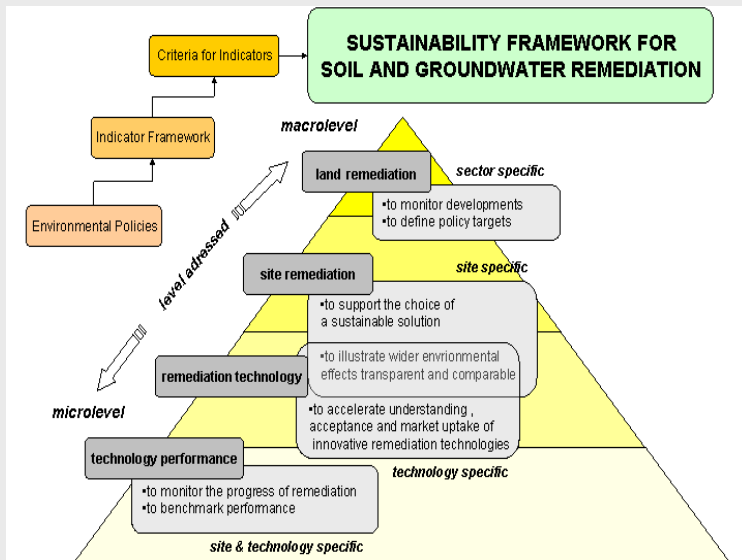 SUSTAINABILITY FRAMEWORK FOR
SOIL AND GROUNDWATER REMEDIATION
Criteria for Indicators
Indicator Framework
Environmental Policies
macrolevel
level adressed
microlevel
land remediation
sector specific
•to monitor developments
•to define policy targets
site remediation
site specific
•to support the choice of
a sustainable solution
•to illustrate wider envrionmental
effects transparent and comparable
remediation technology
•to accelerate understanding ,
acceptance and market uptake of
innovative remediation technologies
technology specific
technology performance
•to monitor the progress of remediation
•to benchmark performance
site & technology specific